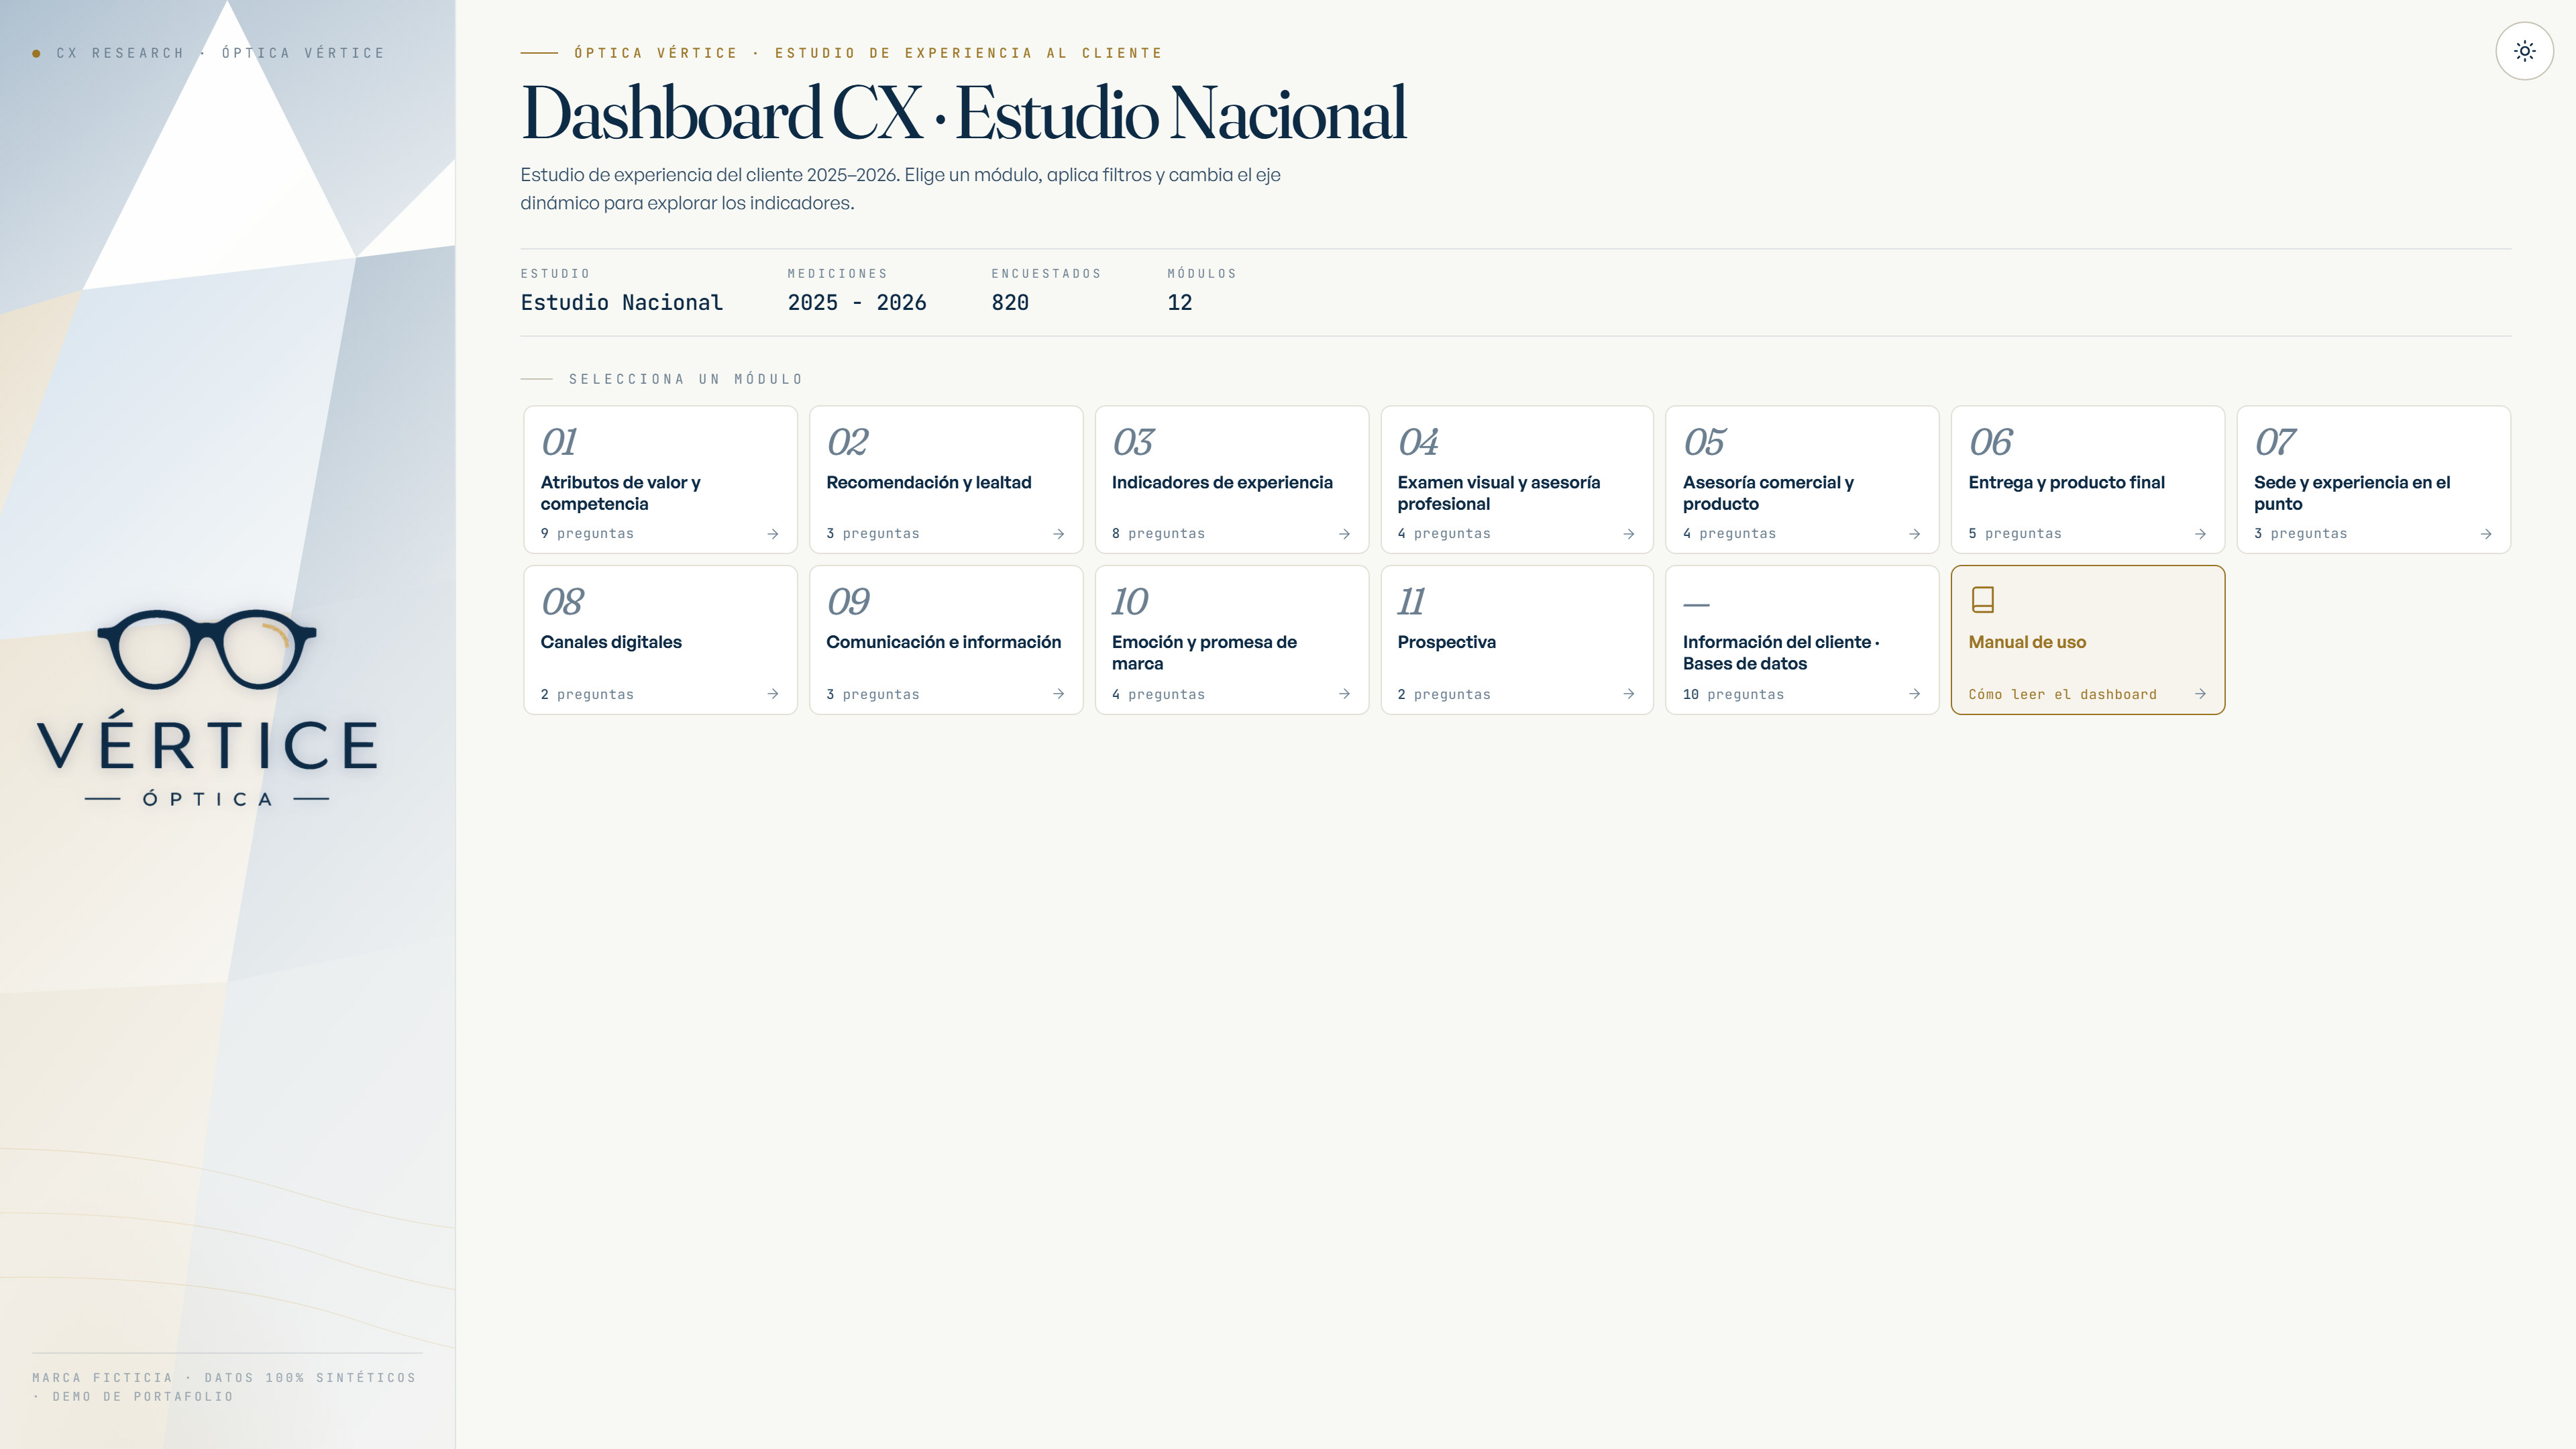 CX RESEARCH · ÓPTICA VÉRTICE
VÉRTICE
ÓPTICA
MARCA FICTICIA · DATOS 100% SINTÉTICOS
· DEMO DE PORTAFOLIO
ÓPTICA VÉRTICE · ESTUDIO DE EXPERIENCIA AL CLIENTE
Dashboard CX · Estudio Nacional
Estudio de experiencia del cliente 2025–2026. Elige un módulo, aplica filtros y cambia el eje
dinámico para explorar los indicadores.
ESTUDIO
Estudio Nacional
MEDICIONES
2025 - 2026
ENCUESTADOS
820
MÓDULOS
12
SELECCIONA UN MÓDULO
01
Atributos de valor y
competencia
9 preguntas
02
Recomendación y lealtad
3 preguntas
03
Indicadores de experiencia
8 preguntas
04
Examen visual y asesoría
profesional
4 preguntas
05
Asesoría comercial y
producto
4 preguntas
06
Entrega y producto final
5 preguntas
07
Sede y experiencia en el
punto
3 preguntas
08
Canales digitales
2 preguntas
09
Comunicación e información
3 preguntas
10
Emoción y promesa de
marca
4 preguntas
11
Prospectiva
2 preguntas
—
Información del cliente ·
Bases de datos
10 preguntas
Manual de uso
Cómo leer el dashboard